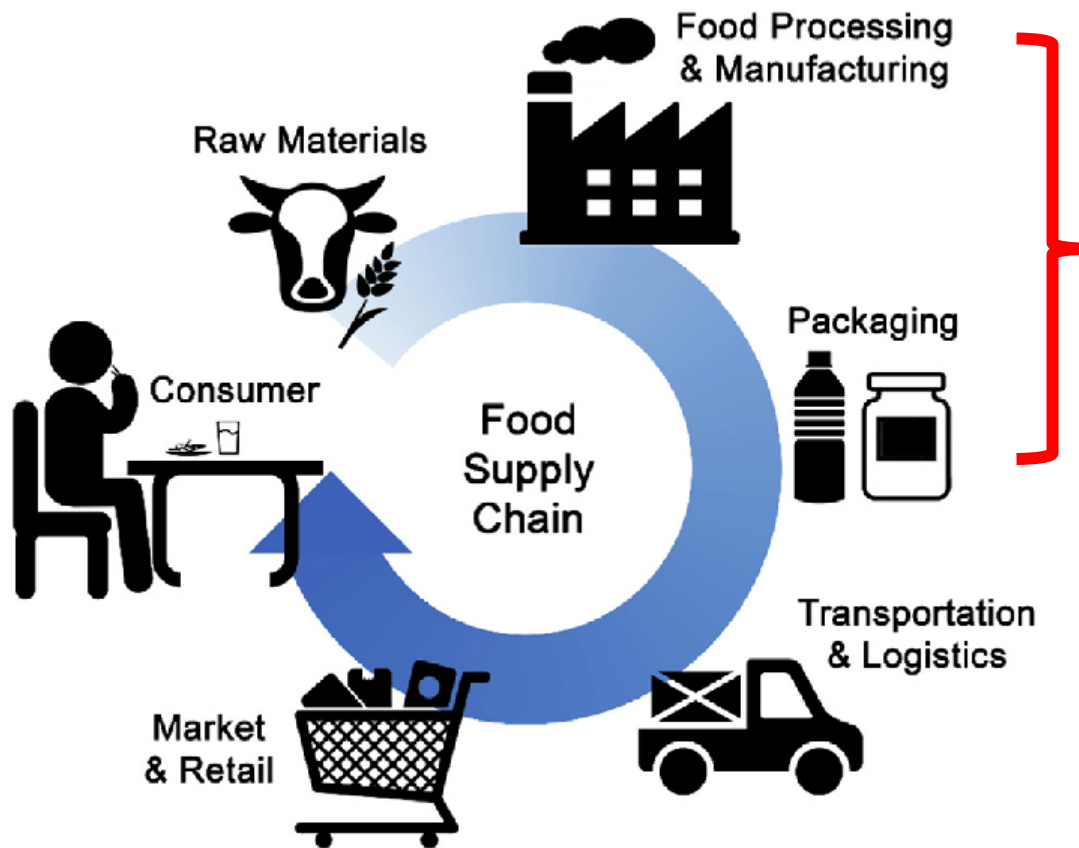 Food Processing
& Manufacturing
Raw Materials
Packaging
Consumer
Food
Supply
Chain
Transportation
& Logistics
Market
& Retail